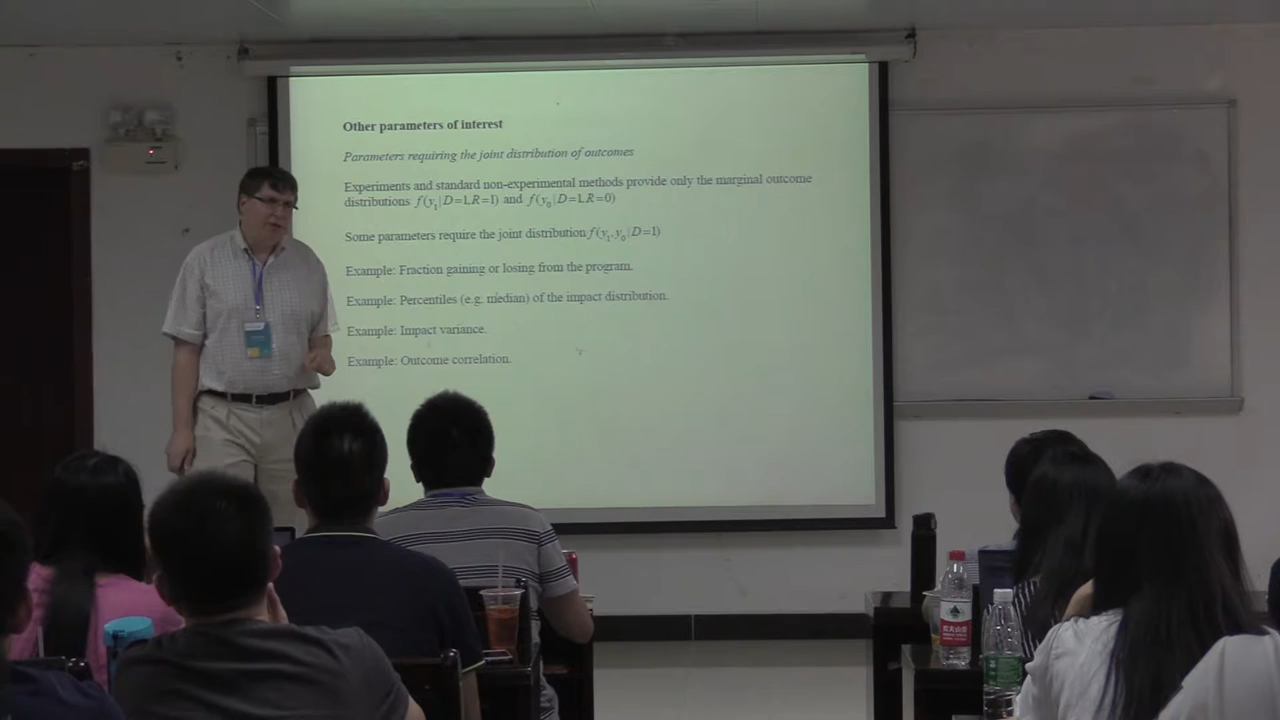 Other parameters of interest
Parameters requiring the joint distribution of outcomes
Experiments and standard non-experimental methods provide only the marginal outcome
distributions f(y₁|D=1,R=1) and f(y₀|D=1,R=0)
Some parameters require the joint distribution f(y₁,y₀|D=1)
Example: Fraction gaining or losing from the program.
Example: Percentiles (e.g. median) of the impact distribution.
Example: Impact variance.
Example: Outcome correlation.